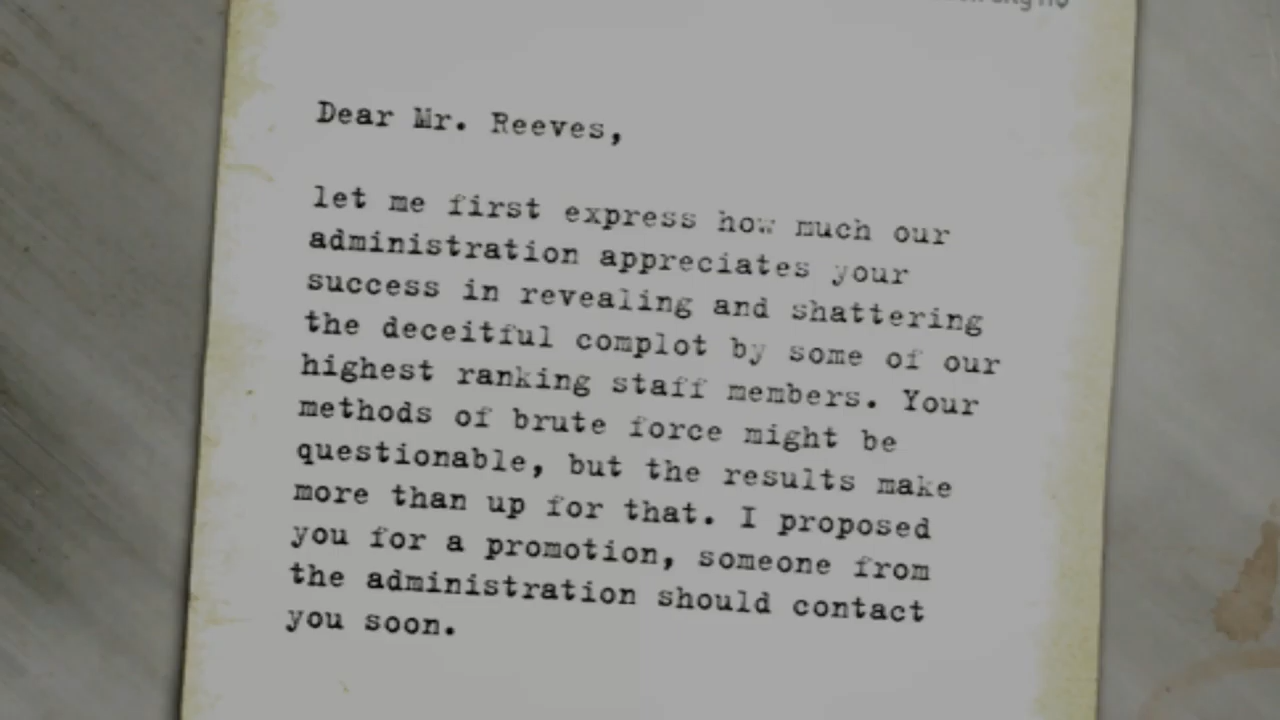 Dear Mr. Reeves,
let me first express how much our
administration appreciates your
success in revealing and shattering
the deceitful complot by some of our
highest ranking staff members. Your
methods of brute force might be
questionable, but the results make
more than up for that. I proposed
you for a promotion, someone from
the administration should contact
you soon.